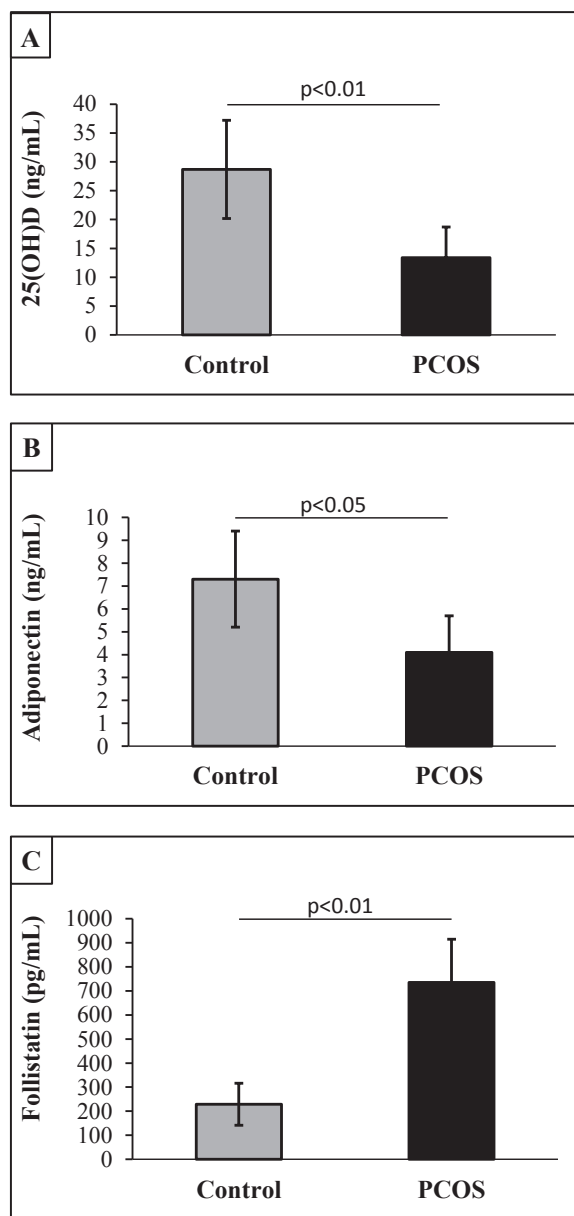 A
p<0.01
25(OH)D (ng/mL)
40
35
30
25
20
15
10
5
0
Control PCOS
B
p<0.05
Adiponectin (ng/mL)
10
9
8
7
6
5
4
3
2
1
0
Control PCOS
C
p<0.01
Follistatin (pg/mL)
1000
900
800
700
600
500
400
300
200
100
0
Control PCOS